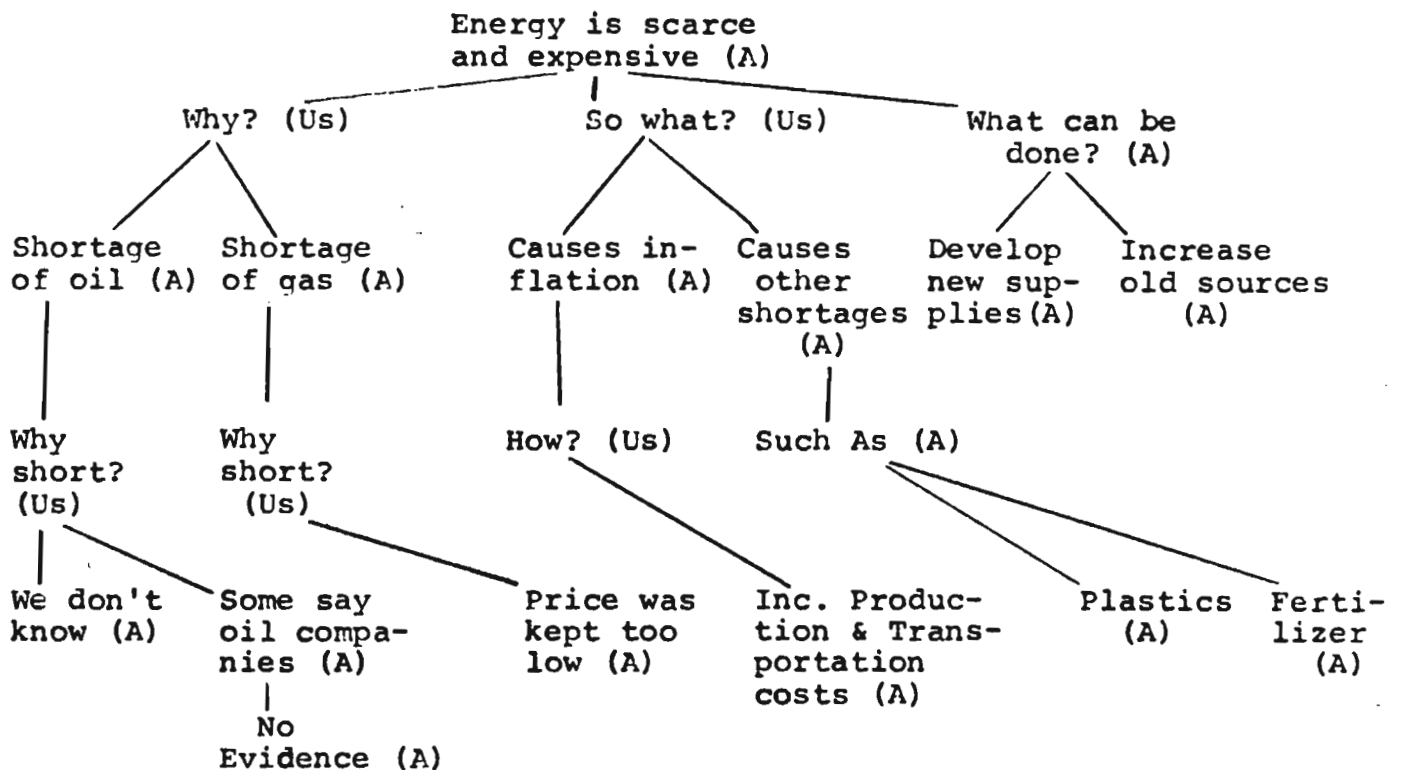 Energy is scarce
and expensive (A)
Why? (Us)
So what? (Us)
What can be
done? (A)
Shortage
of oil (A)
Shortage
of gas (A)
Causes in-
flation (A)
Causes
other
shortages
(A)
Develop
new sup-
plies(A)
Increase
old sources
(A)
Why
short?
(Us)
Why
short?
(Us)
How? (Us)
Such As (A)
We don't
know (A)
Some say
oil compa-
nies (A)
No
Evidence (A)
Price was
kept too
low (A)
Inc. Produc-
tion & Trans-
portation
costs (A)
Plastics
(A)
Ferti-
lizer
(A)